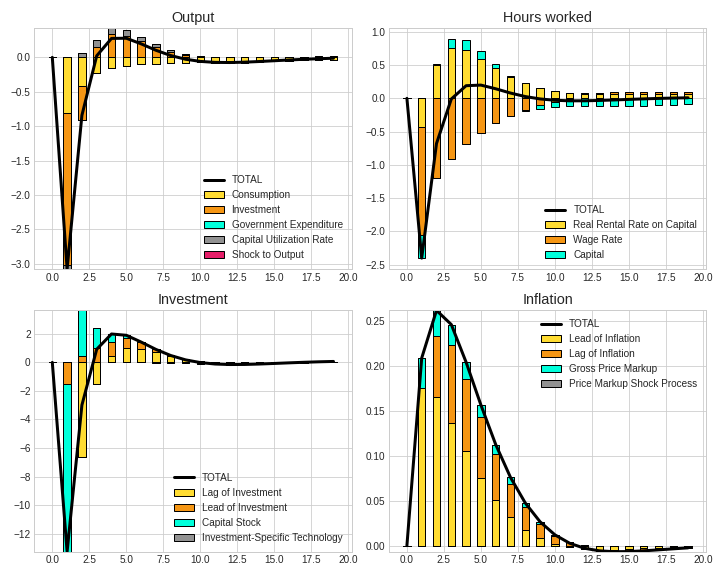 Output
0.0
−0.5
−1.0
−1.5
−2.0
−2.5
−3.0
0.0 2.5 5.0 7.5 10.0 12.5 15.0 17.5 20.0
TOTAL
Consumption
Investment
Government Expenditure
Capital Utilization Rate
Shock to Output
Hours worked
1.0
0.5
0.0
−0.5
−1.0
−1.5
−2.0
−2.5
0.0 2.5 5.0 7.5 10.0 12.5 15.0 17.5 20.0
TOTAL
Real Rental Rate on Capital
Wage Rate
Capital
Investment
2
0
−2
−4
−6
−8
−10
−12
0.0 2.5 5.0 7.5 10.0 12.5 15.0 17.5 20.0
TOTAL
Lag of Investment
Lead of Investment
Capital Stock
Investment-Specific Technology
Inflation
0.25
0.20
0.15
0.10
0.05
0.00
0.0 2.5 5.0 7.5 10.0 12.5 15.0 17.5 20.0
TOTAL
Lead of Inflation
Lag of Inflation
Gross Price Markup
Price Markup Shock Process